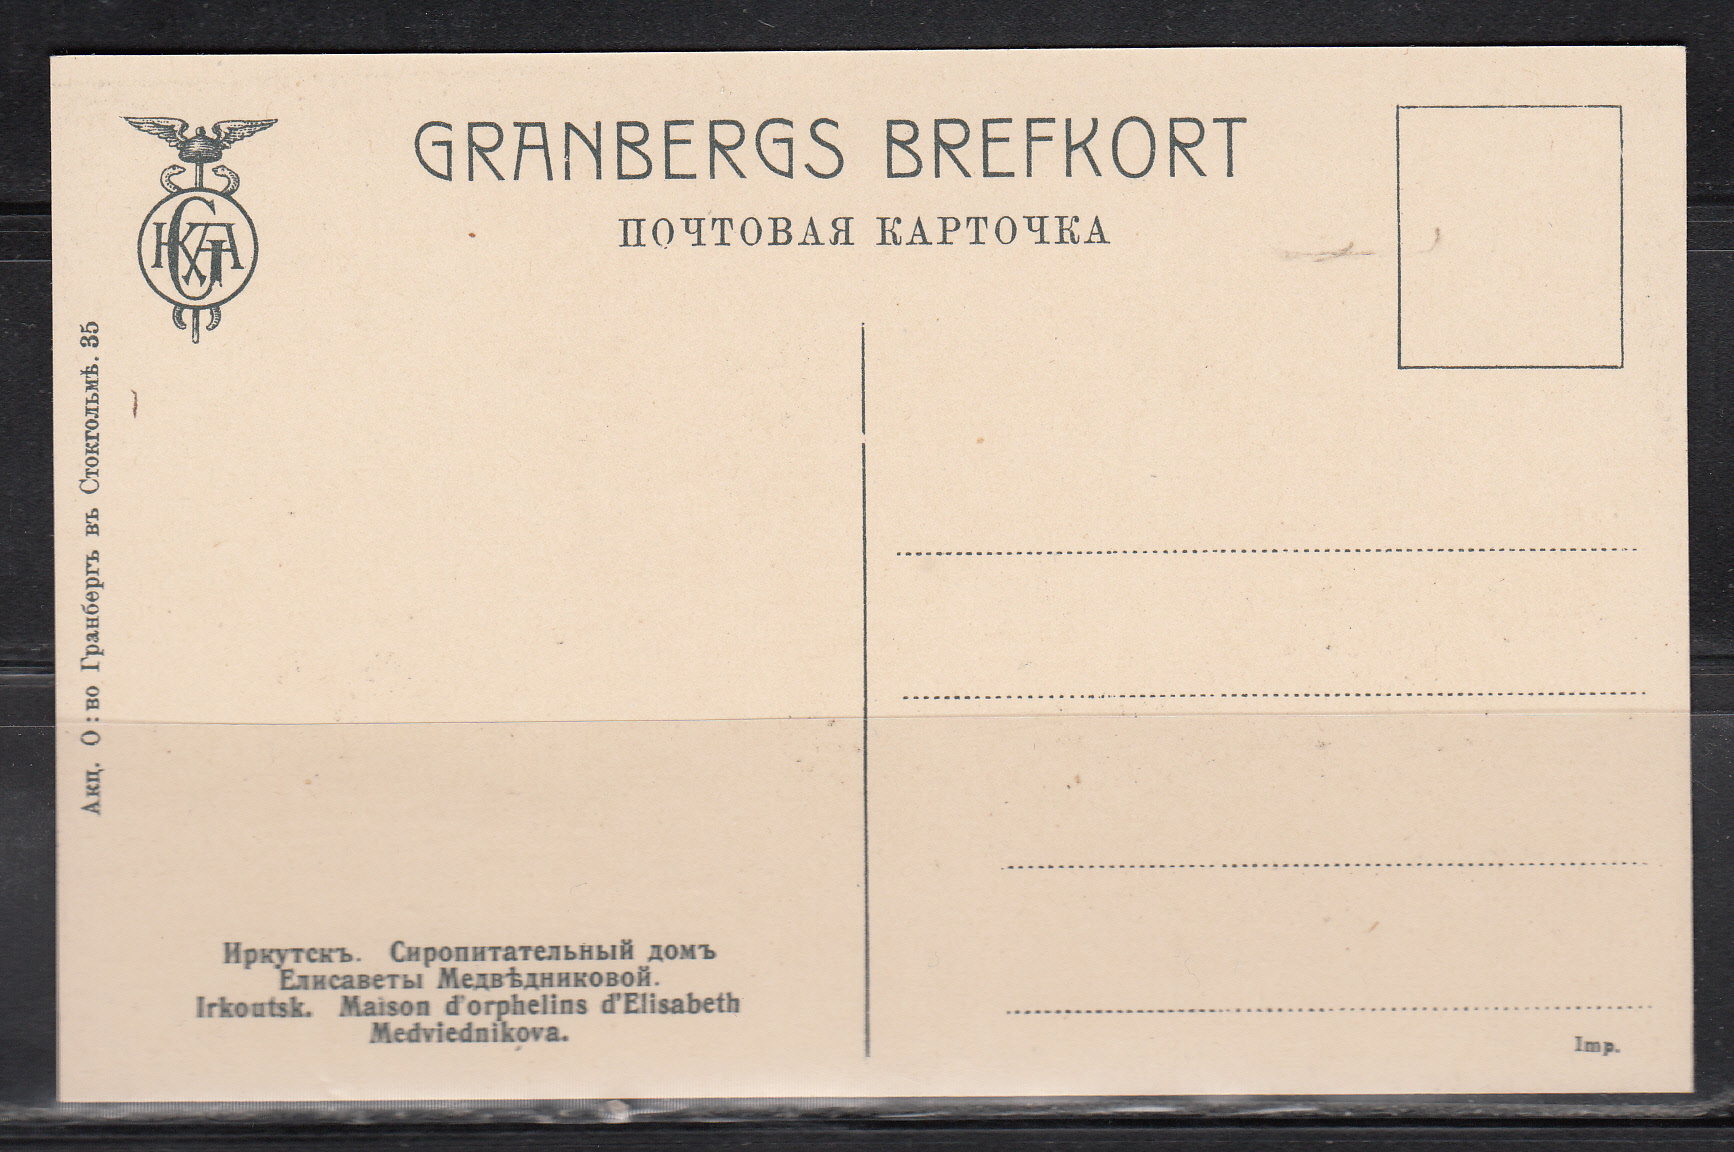 GRANBERGS BREFKORT
ПОЧТОВАЯ КАРТОЧКА
Акц. О:во Гранбергъ въ Стокгольмѣ. 35
Иркутскъ. Сиропитательный домъ
Елисаветы Медвѣдниковой.
Irkoutsk. Maison d'orphelins d'Elisabeth
Medviednikova.
Imp.